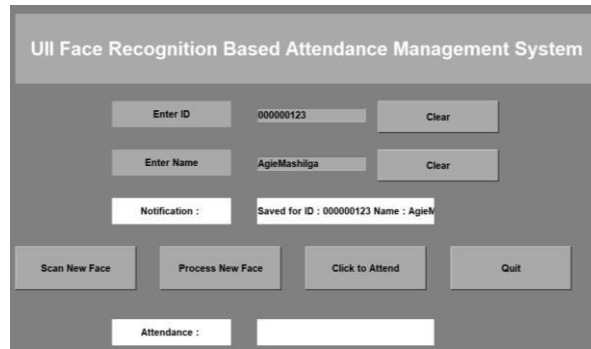 UII Face Recognition Based Attendance Management System
Enter ID 000000123 Clear
Enter Name AgieMashilga Clear
Notification : Saved for ID : 000000123 Name : AgieM
Scan New Face Process New Face Click to Attend Quit
Attendance :